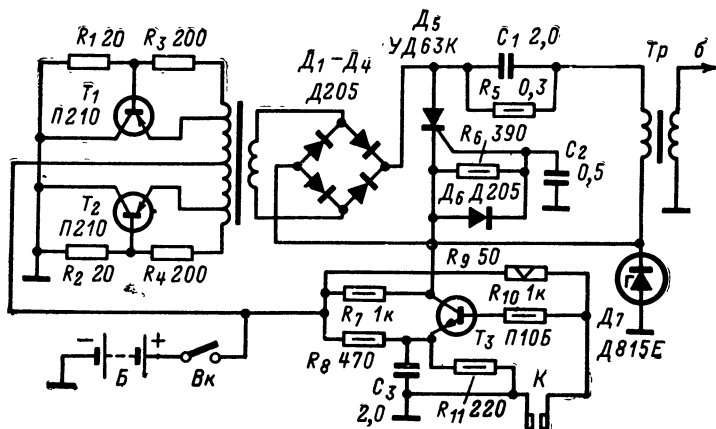 R1 20
R3 200
T1
П210
T2
П210
R2 20
R4 200
Д1-Д4
Д205
Д5
УД63К
C1 2,0
R5 0,3
R6 390
C2 0,5
Д6 Д205
Тр
б
R9 50
R10 1к
R7 1к
T3
П10Б
Д7
Д815Е
Г
R8 470
C3 2,0
R11 220
К
-
+
Б
Вк